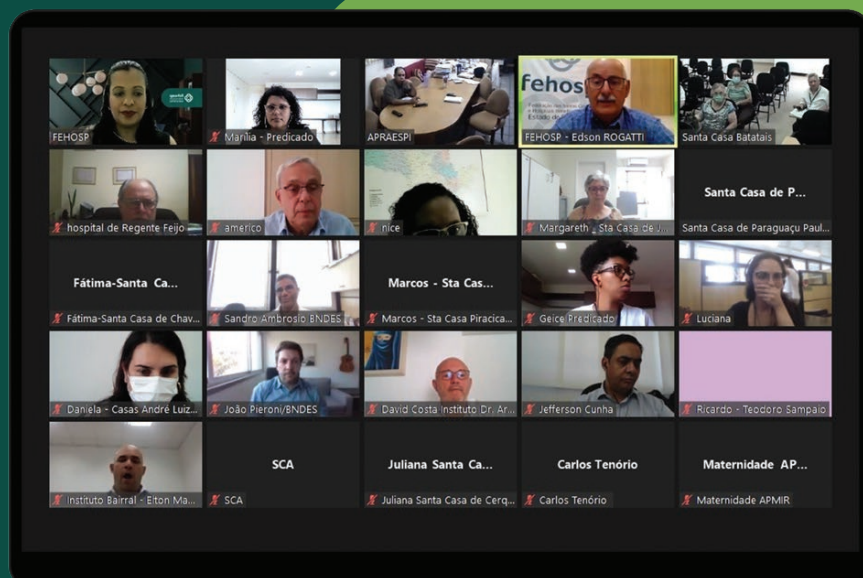 FEHOSP
Marília - Predicado
APRAESPI
fehosp
FEHOSP - Edson ROGATTI
Santa Casa Batatais
hospital de Regente Feijo
americo
nice
Margareth - Sta Casa de J...
Santa Casa de P...
Santa Casa de Paraguaçu Paul...
Fátima-Santa Ca...
Fátima-Santa Casa de Chav...
Sandro Ambrosio BNDES
Marcos - Sta Cas...
Marcos - Sta Casa Piracica...
Geice Predicado
Luciana
Daniela - Casas André Luiz...
João Pieroni/BNDES
David Costa Instituto Dr. Ar...
Jefferson Cunha
Ricardo - Teodoro Sampaio
Instituto Bairral - Elton Ma...
SCA
SCA
Juliana Santa Ca...
Juliana Santa Casa de Cerq...
Carlos Tenório
Carlos Tenório
Maternidade AP...
Maternidade APMIR